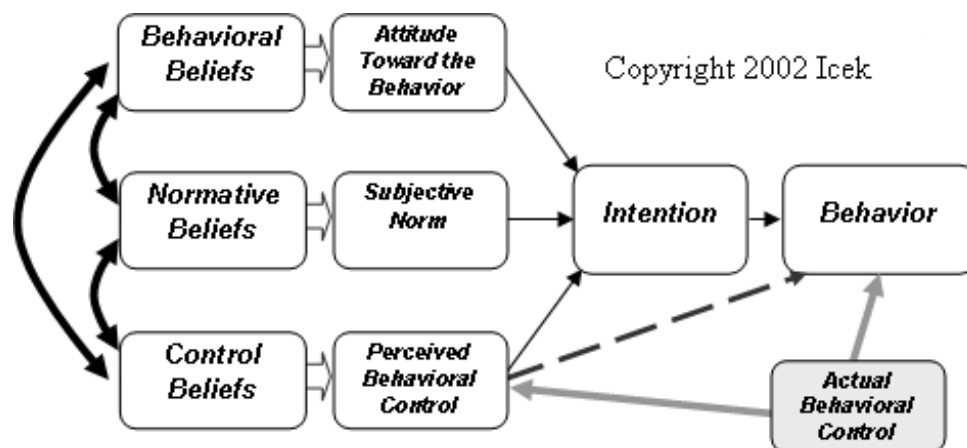 Behavioral
Beliefs
Attitude
Toward the
Behavior
Copyright 2002 Icek
Normative
Beliefs
Subjective
Norm
Intention
Behavior
Control
Beliefs
Perceived
Behavioral
Control
Actual
Behavioral
Control